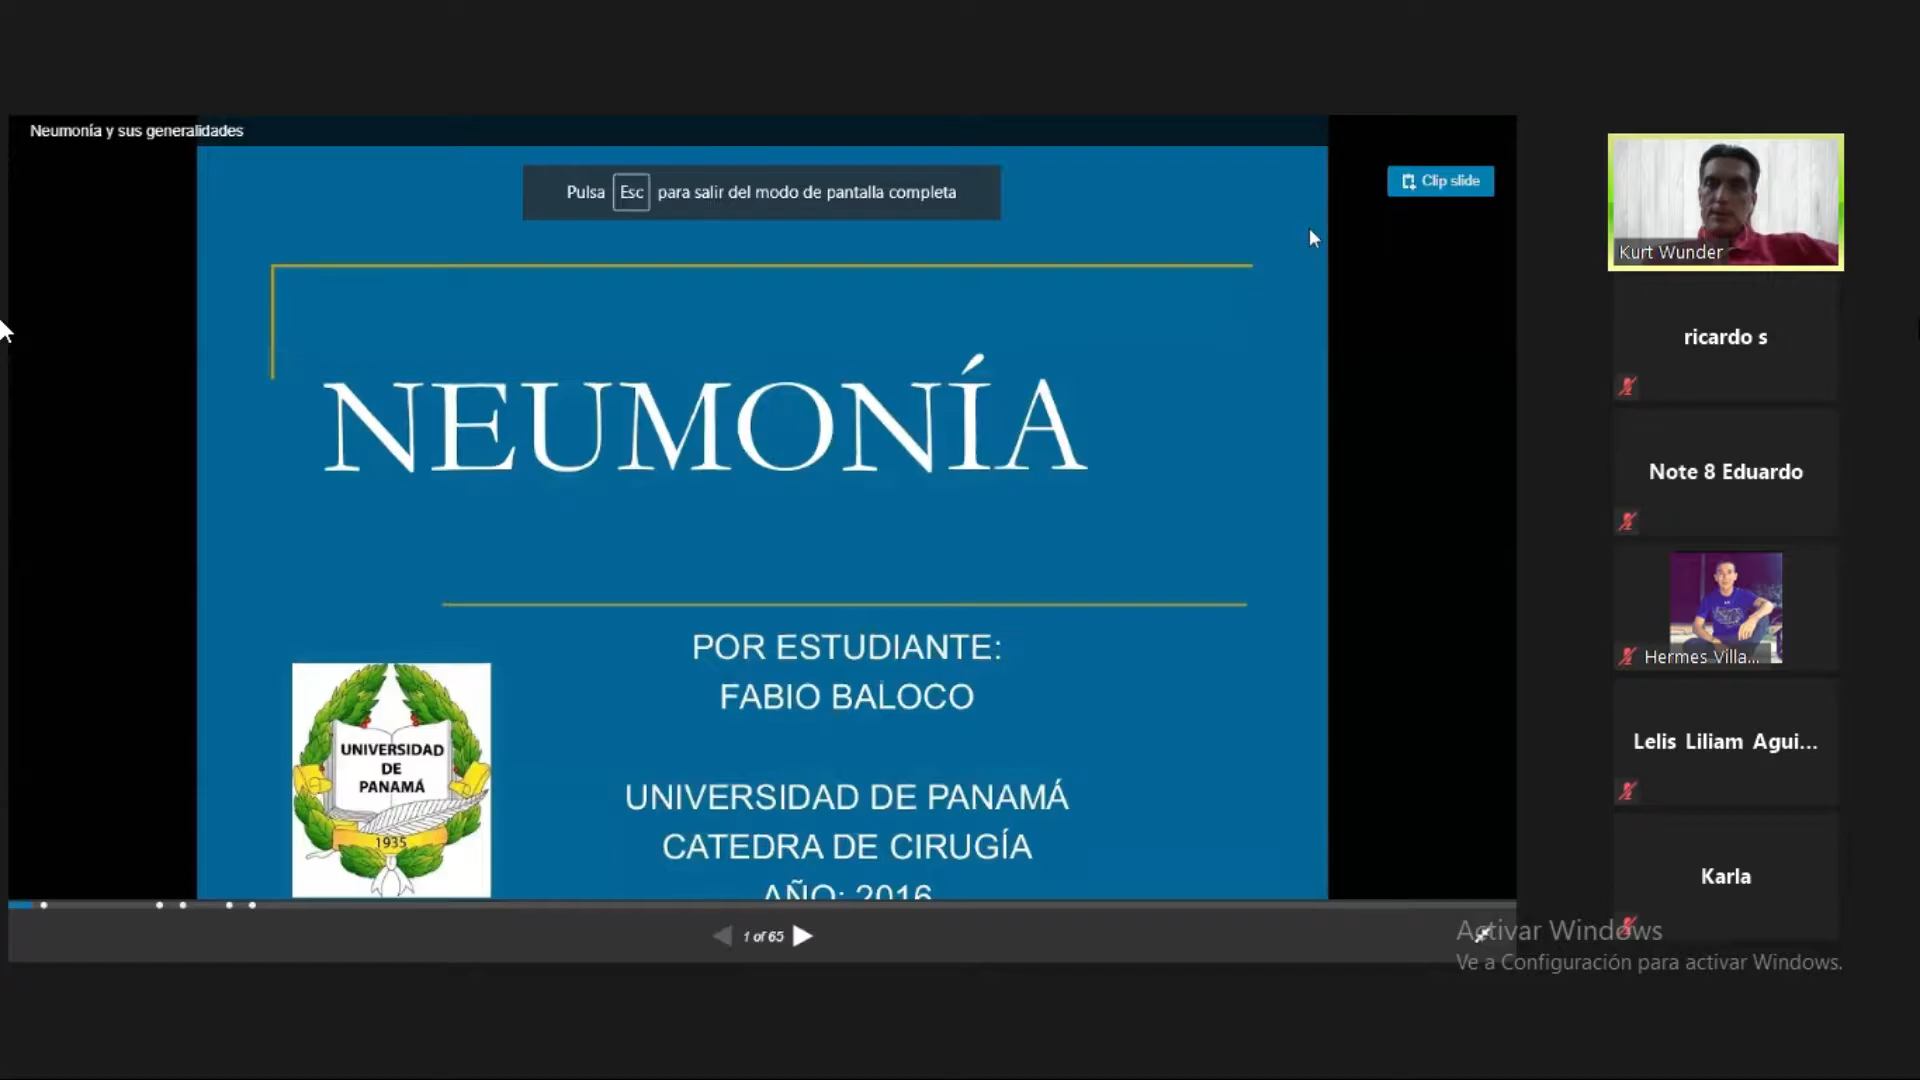 Neumonía y sus generalidades
Pulsa Esc para salir del modo de pantalla completa
Clip slide
NEUMONÍA
POR ESTUDIANTE:
FABIO BALOCO
UNIVERSIDAD DE PANAMÁ
CATEDRA DE CIRUGÍA
AÑO: 2016
UNIVERSIDAD
DE
PANAMÁ
1935
1 of 65
Kurt Wunder
ricardo s
Note 8 Eduardo
Hermes Villa...
Lelis Liliam Agui...
Karla
Activar Windows
Ve a Configuración para activar Windows.